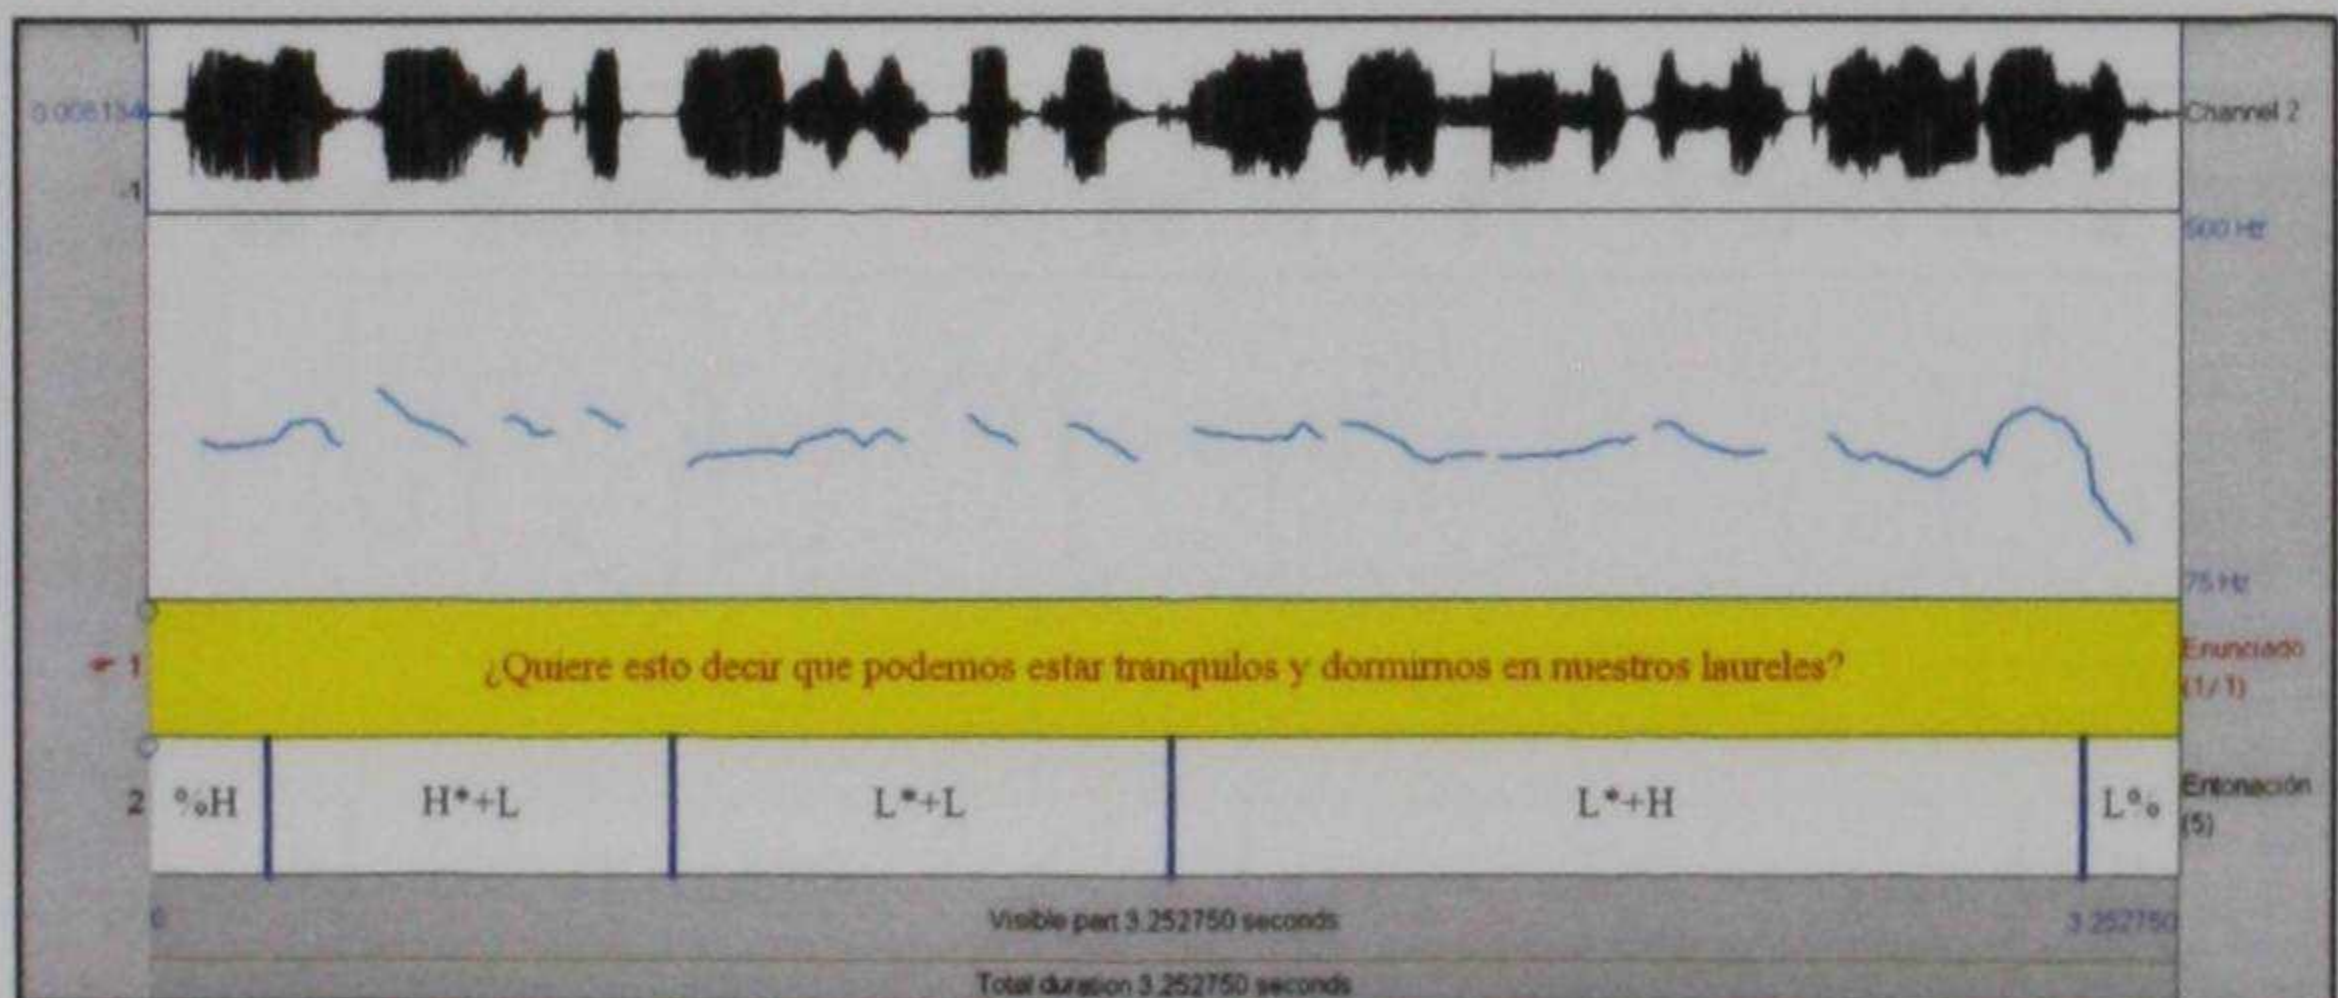 1
0.008134
Channel 2
-1
500 Hz
75 Hz
1
¿Quiere esto decir que podemos estar tranquilos y dormirnos en nuestros laureles?
Enunciado
(1/1)
2
%H
H*+L
L*+L
L*+H
L%
Entonación
(5)
0
Visible part 3.252750 seconds
3.252750
Total duration 3.252750 seconds